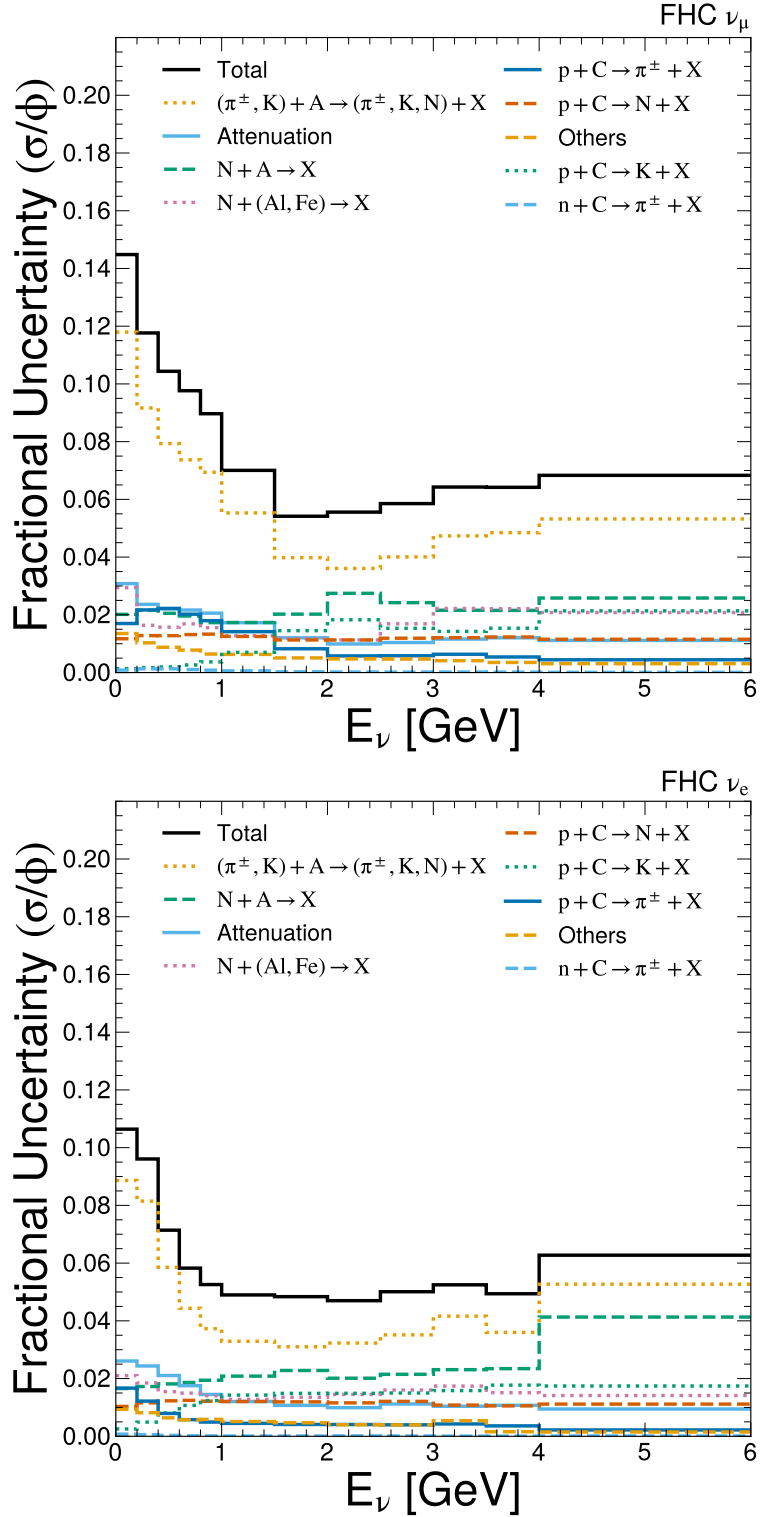 FHC ν_μ
Total
(π±, K) + A → (π±, K, N) + X
Attenuation
N + A → X
N + (Al, Fe) → X
p + C → π± + X
p + C → N + X
Others
p + C → K + X
n + C → π± + X
Fractional Uncertainty (σ/ϕ)
0.20
0.18
0.16
0.14
0.12
0.10
0.08
0.06
0.04
0.02
0.00
0 1 2 3 4 5 6
E_ν [GeV]
FHC ν_e
Total
(π±, K) + A → (π±, K, N) + X
N + A → X
Attenuation
N + (Al, Fe) → X
p + C → N + X
p + C → K + X
p + C → π± + X
Others
n + C → π± + X
Fractional Uncertainty (σ/ϕ)
0.20
0.18
0.16
0.14
0.12
0.10
0.08
0.06
0.04
0.02
0.00
0 1 2 3 4 5 6
E_ν [GeV]